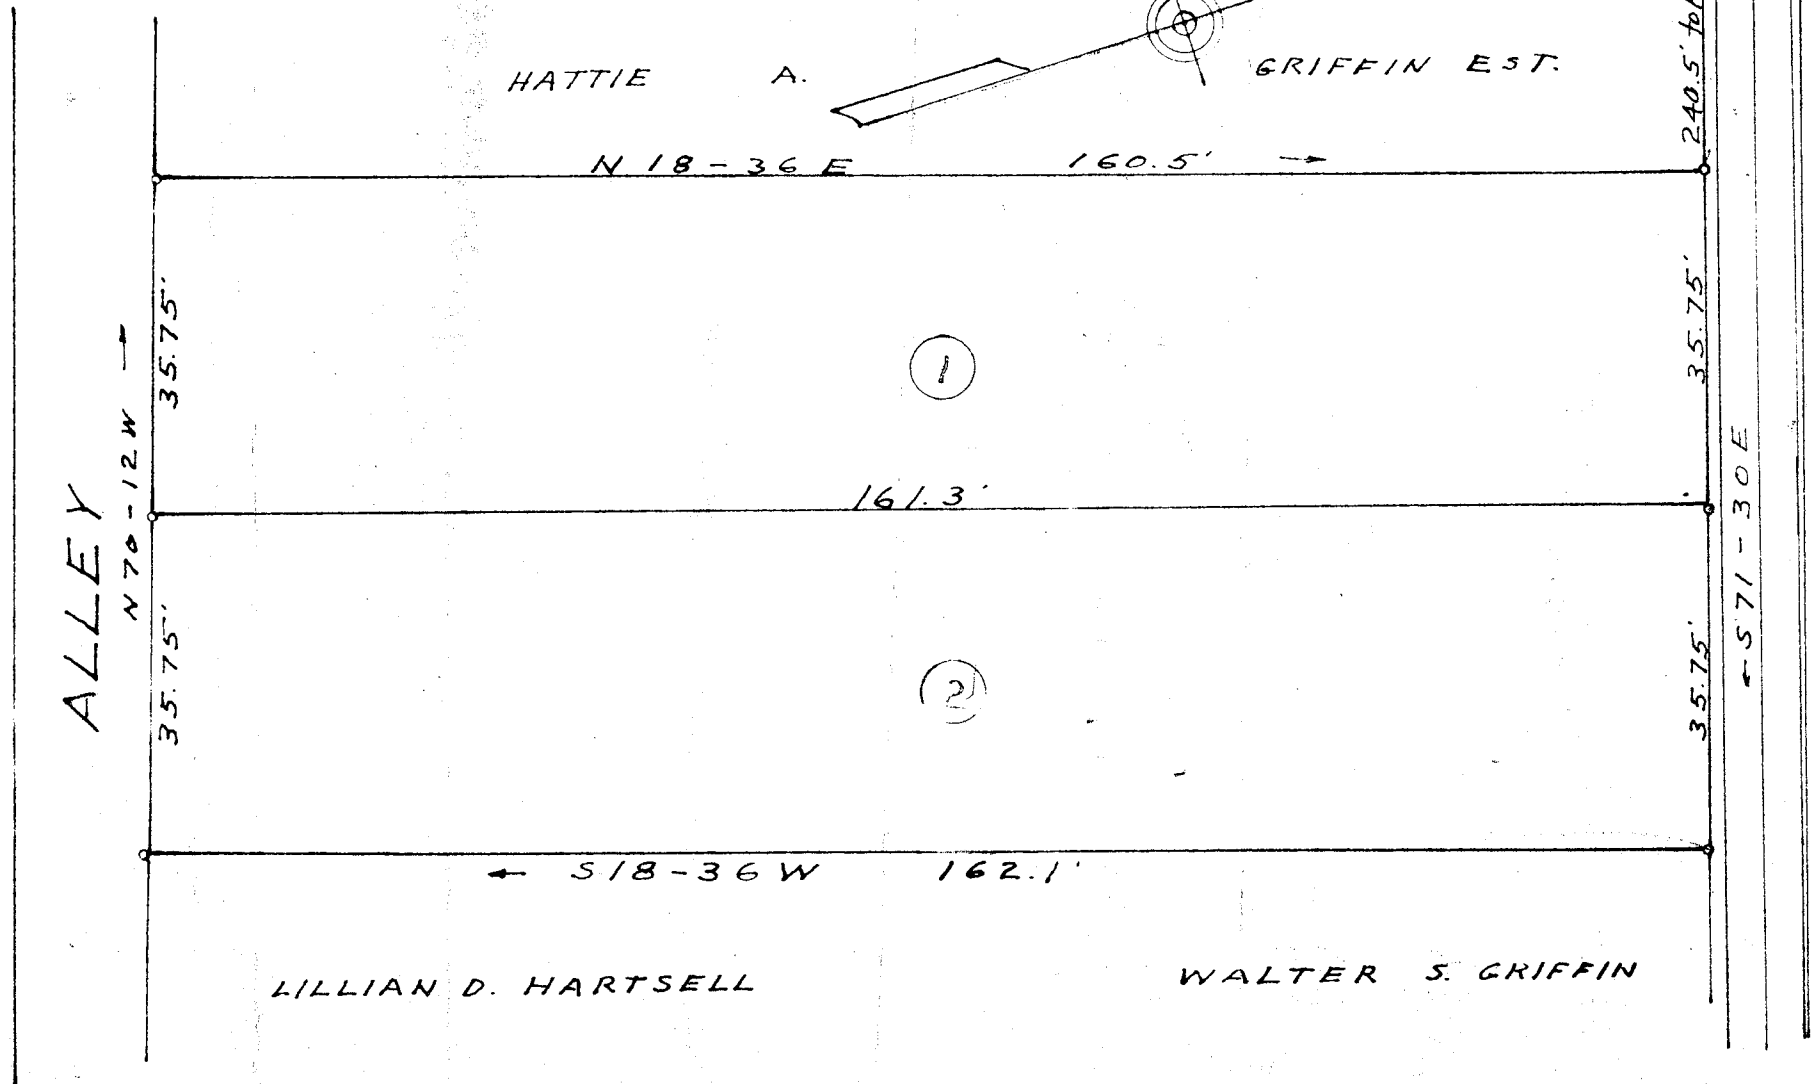 HATTIE A. GRIFFIN EST.
240.5'
N 18-36 E 160.5'
35.75'
35.75'
1
ALLEY
N 70-12 W
161.3'
S 71-30 E
35.75'
35.75'
2
S 18-36 W 162.1'
LILLIAN D. HARTSELL WALTER S. GRIFFIN